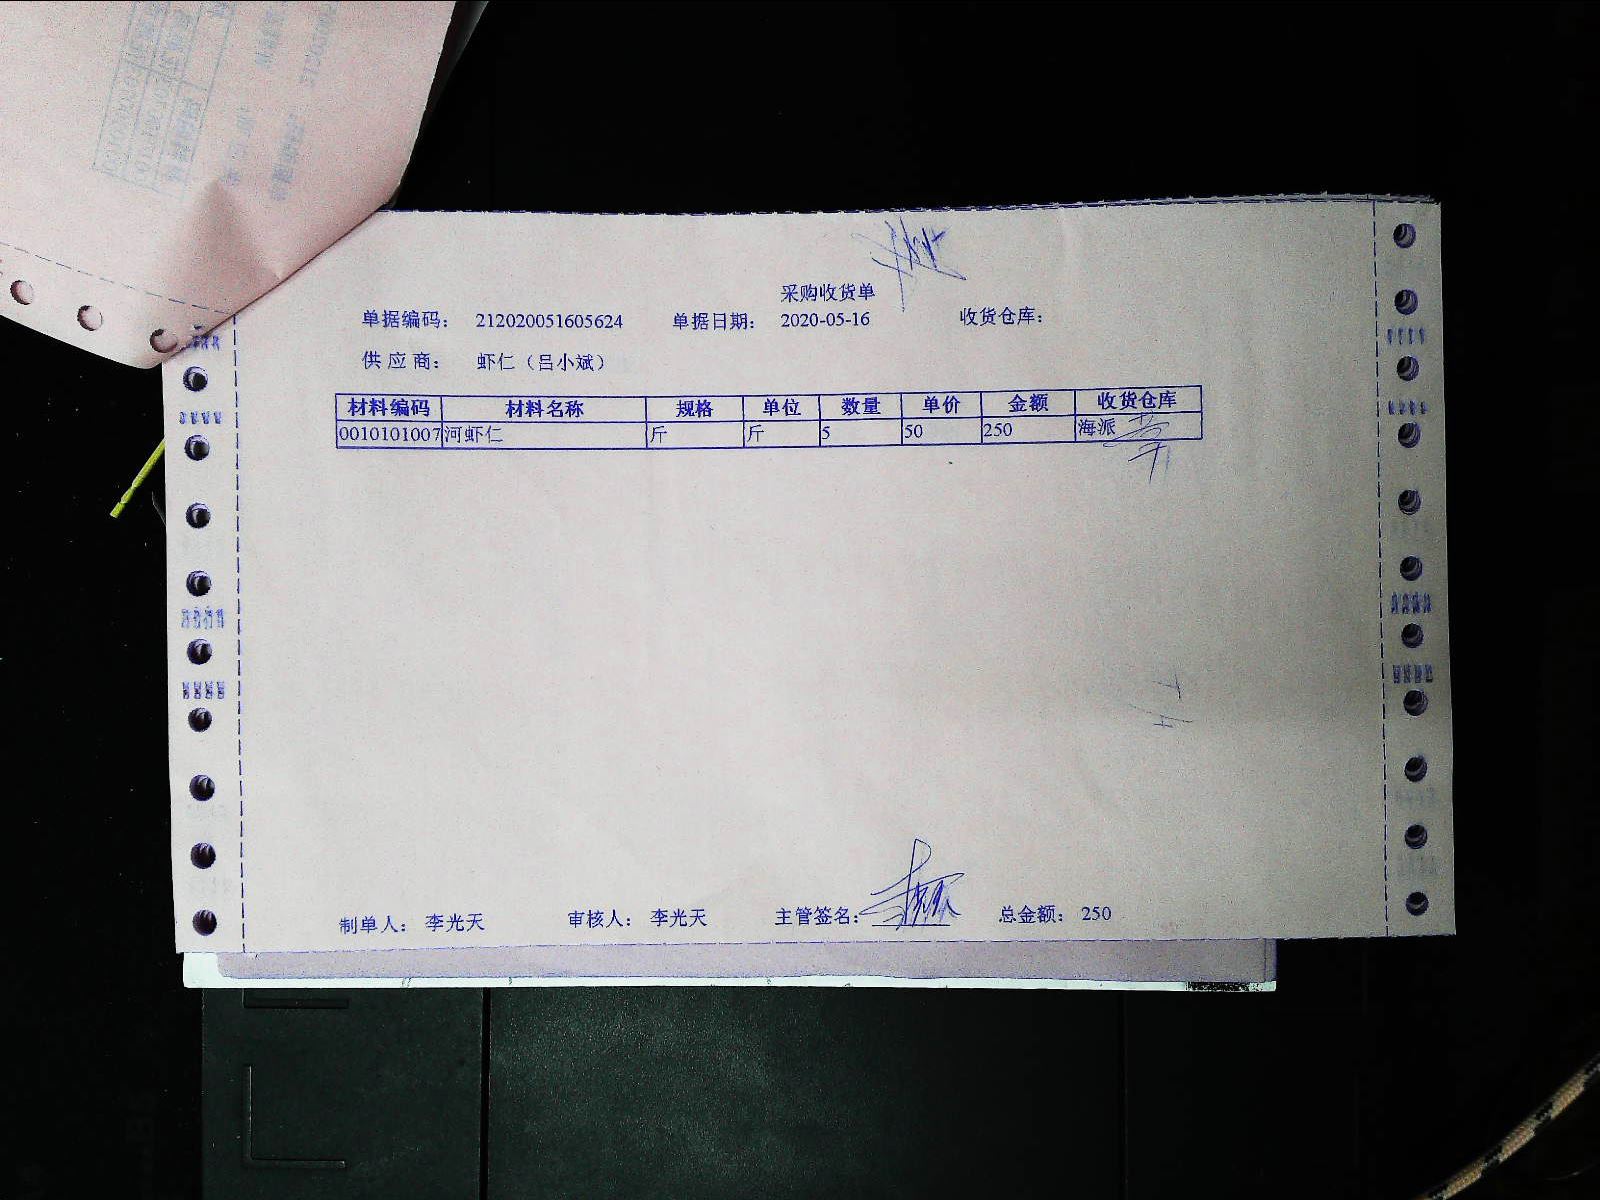 采购收货单
单据编码： 212020051605624 单据日期： 2020-05-16 收货仓库：
供 应 商： 虾仁（吕小斌）
材料编码 材料名称 规格 单位 数量 单价 金额 收货仓库
0010101007 河虾仁 斤 斤 5 50 250 海派
制单人： 李光天 审核人： 李光天 主管签名： 总金额： 250